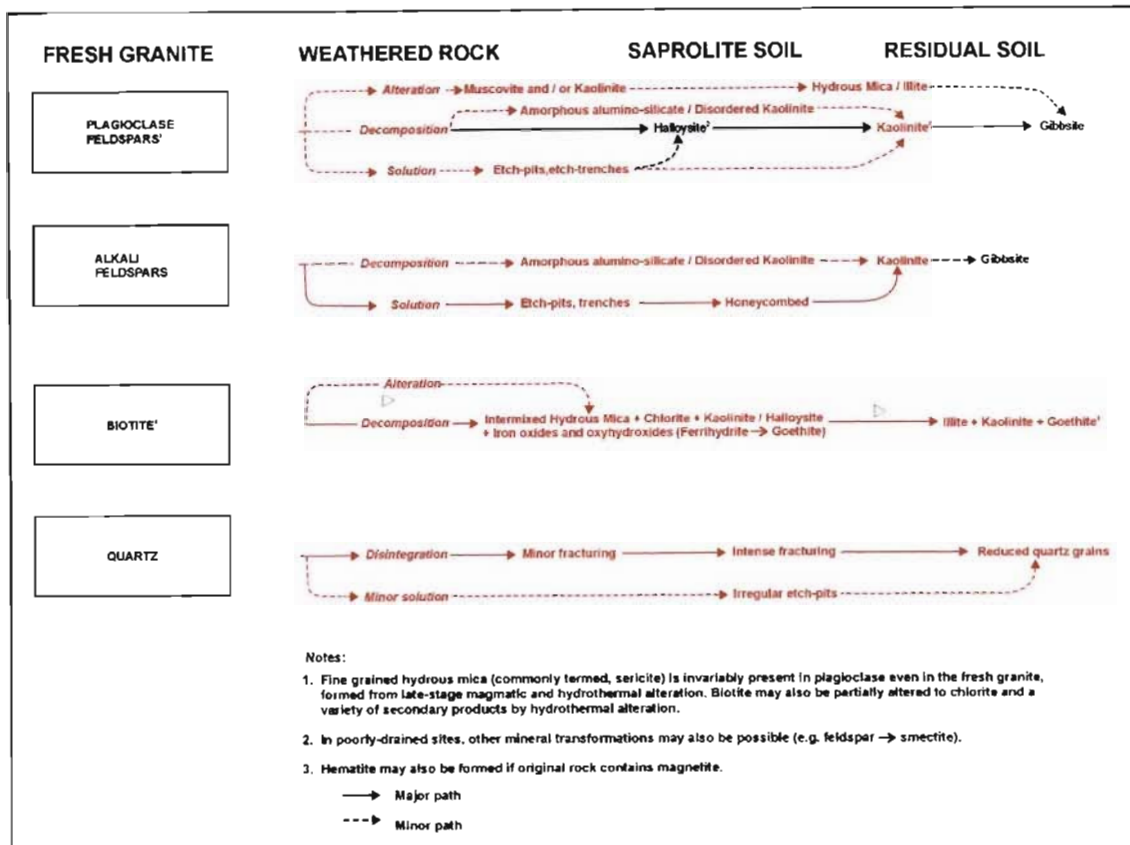 FRESH GRANITE
WEATHERED ROCK
SAPROLITE SOIL
RESIDUAL SOIL
PLAGIOCLASE
FELDSPARS¹
Alteration
Muscovite and / or Kaolinite
Hydrous Mica / Illite
Amorphous alumino-silicate / Disordered Kaolinite
Decomposition
Halloysite²
Kaolinite²
Gibbsite
Solution
Etch-pits,etch-trenches
ALKALI
FELDSPARS
Decomposition
Amorphous alumino-silicate / Disordered Kaolinite
Kaolinite
Gibbsite
Solution
Etch-pits, trenches
Honeycombed
BIOTITE¹
Alteration
Decomposition
Intermixed Hydrous Mica + Chlorite + Kaolinite / Halloysite
+ Iron oxides and oxyhydroxides (Ferrihydrite → Goethite)
Illite + Kaolinite + Goethite³
QUARTZ
Disintegration
Minor fracturing
Intense fracturing
Reduced quartz grains
Minor solution
Irregular etch-pits
Notes:
1. Fine grained hydrous mica (commonly termed, sericite) is invariably present in plagioclase even in the fresh granite,
formed from late-stage magmatic and hydrothermal alteration. Biotite may also be partially altered to chlorite and a
variety of secondary products by hydrothermal alteration.
2. In poorly-drained sites, other mineral transformations may also be possible (e.g. feldspar → smectite).
3. Hematite may also be formed if original rock contains magnetite.
Major path
Minor path